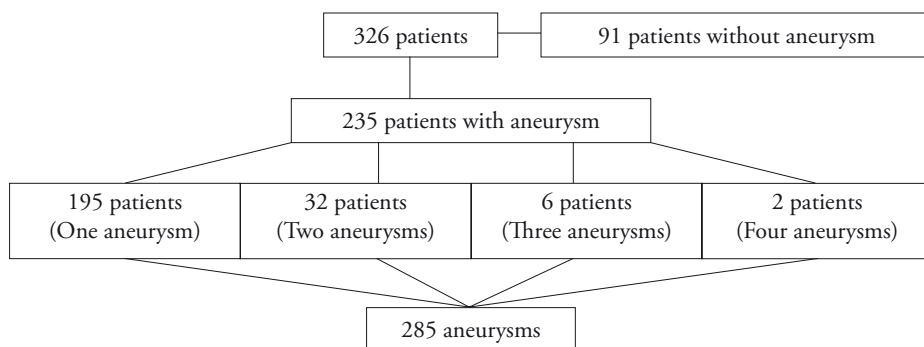 326 patients
91 patients without aneurysm
235 patients with aneurysm
195 patients
(One aneurysm)
32 patients
(Two aneurysms)
6 patients
(Three aneurysms)
2 patients
(Four aneurysms)
285 aneurysms